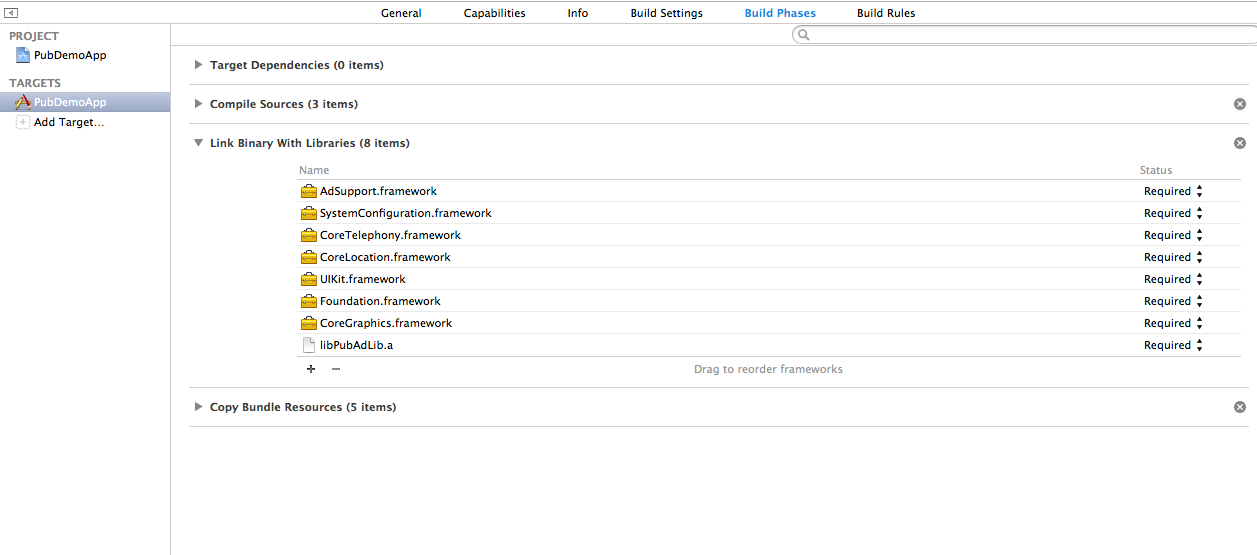 General Capabilities Info Build Settings Build Phases Build Rules
PROJECT
PubDemoApp
TARGETS
PubDemoApp
Add Target...
Target Dependencies (0 items)
Compile Sources (3 items)
Link Binary With Libraries (8 items)
Name Status
AdSupport.framework Required
SystemConfiguration.framework Required
CoreTelephony.framework Required
CoreLocation.framework Required
UIKit.framework Required
Foundation.framework Required
CoreGraphics.framework Required
libPubAdLib.a Required
+ − Drag to reorder frameworks
Copy Bundle Resources (5 items)